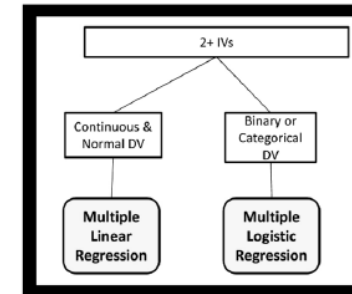 2+ IVs
Continuous &
Normal DV
Binary or
Categorical
DV
Multiple
Linear
Regression
Multiple
Logistic
Regression